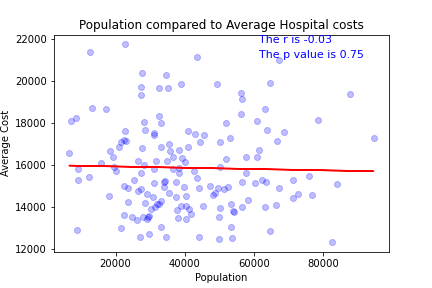 Population compared to Average Hospital costs
The r is -0.03
The p value is 0.75
22000
20000
18000
16000
14000
12000
Average Cost
20000 40000 60000 80000
Population